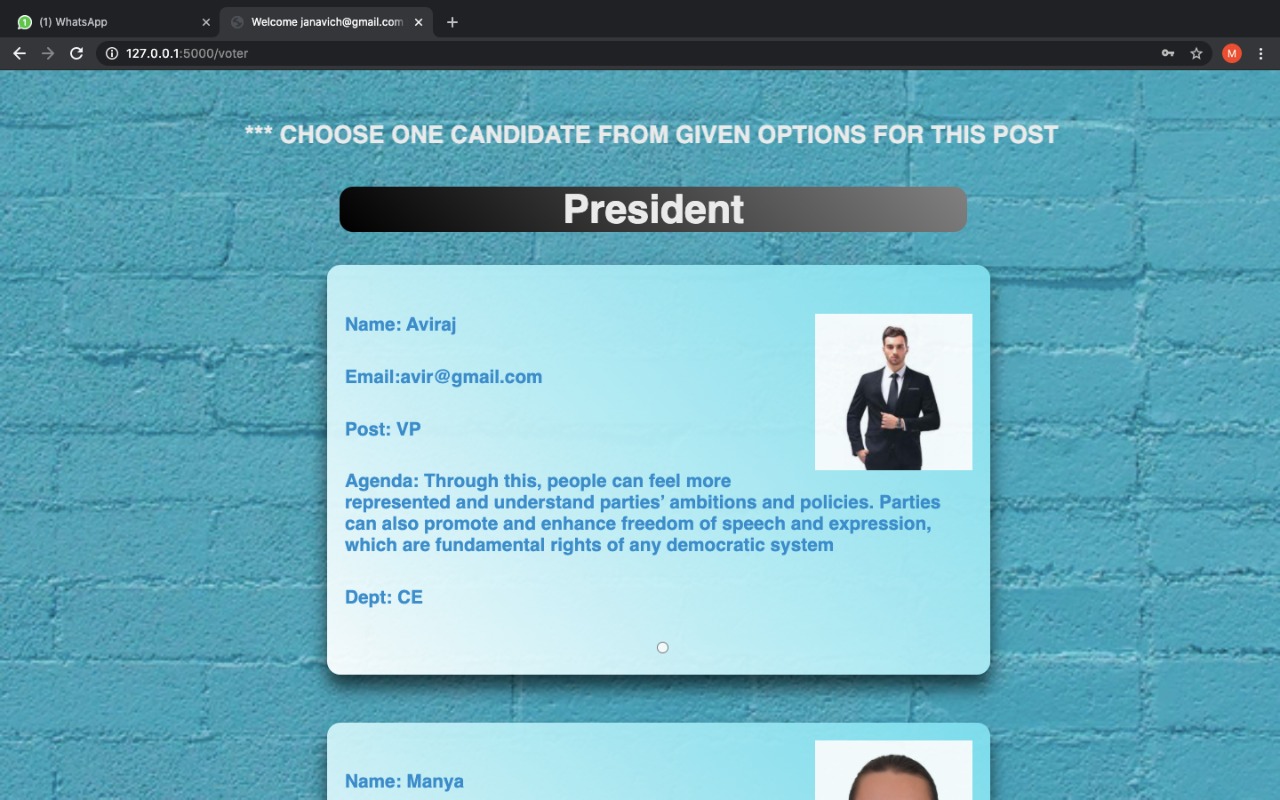 (1) WhatsApp
Welcome janavich@gmail.com
127.0.0.1:5000/voter
M
*** CHOOSE ONE CANDIDATE FROM GIVEN OPTIONS FOR THIS POST
President
Name: Aviraj
Email:avir@gmail.com
Post: VP
Agenda: Through this, people can feel more
represented and understand parties’ ambitions and policies. Parties
can also promote and enhance freedom of speech and expression,
which are fundamental rights of any democratic system
Dept: CE
Name: Manya